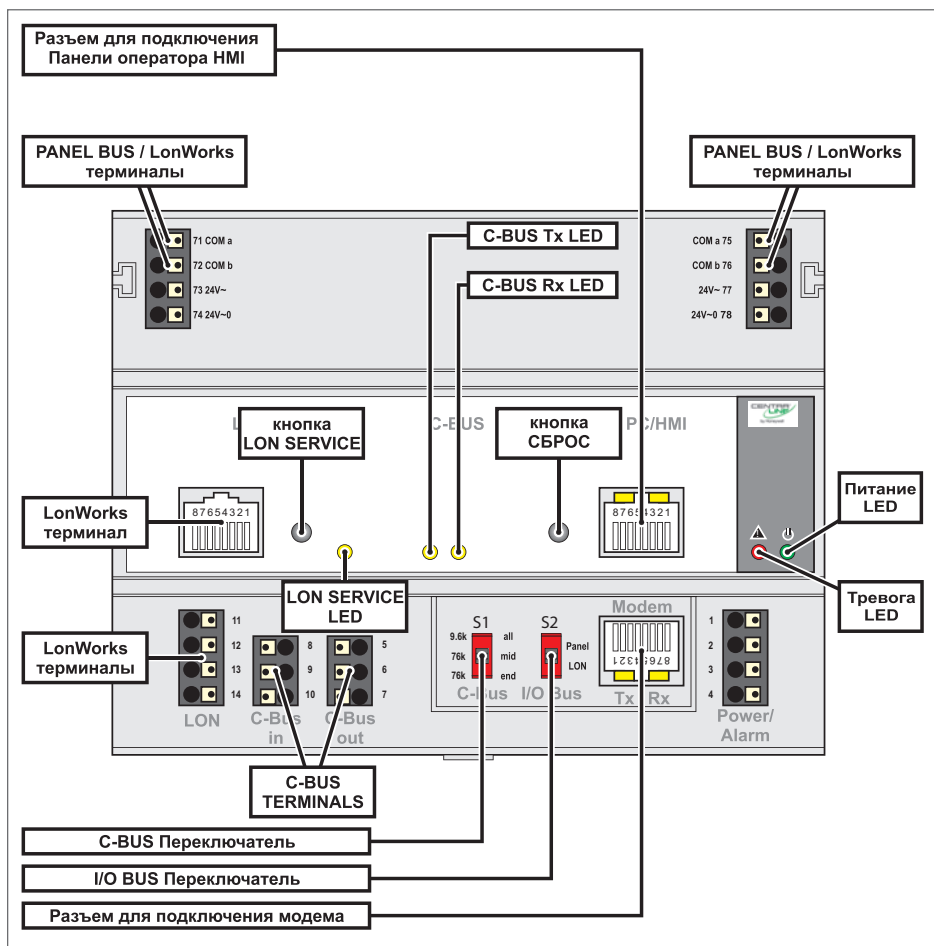 Разъем для подключения
Панели оператора HMI
PANEL BUS / LonWorks
терминалы
PANEL BUS / LonWorks
терминалы
C-BUS Tx LED
C-BUS Rx LED
71 COM a
72 COM b
73 24V~
74 24V~0
COM a 75
COM b 76
24V~ 77
24V~0 78
кнопка
LON SERVICE
C-BUS
кнопка
СБРОС
PC/HMI
CENTRA
LINE
87654321
87654321
LonWorks
терминал
Питание
LED
LON SERVICE
LED
Тревога
LED
LonWorks
терминалы
11
12
13
14
LON
8
9
10
C-Bus
in
5
6
7
C-Bus
out
S1
9.6k all
76k mid
76k end
C-Bus
S2
Panel
LON
I/O Bus
Modem
87654321
Tx Rx
1
2
3
4
Power/
Alarm
C-BUS
TERMINALS
C-BUS Переключатель
I/O BUS Переключатель
Разъем для подключения модема